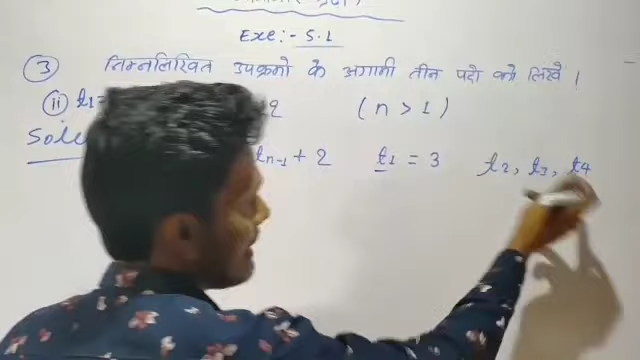 Exe:- 5.1
③ निम्नलिखित उपक्रमो के अगामी तीन पदो को लिखें ।
(ii) t₁ = 2 (n > 1)
Sole tₙ₋₁ + 2 t₁ = 3 t₂, t₃, t₄